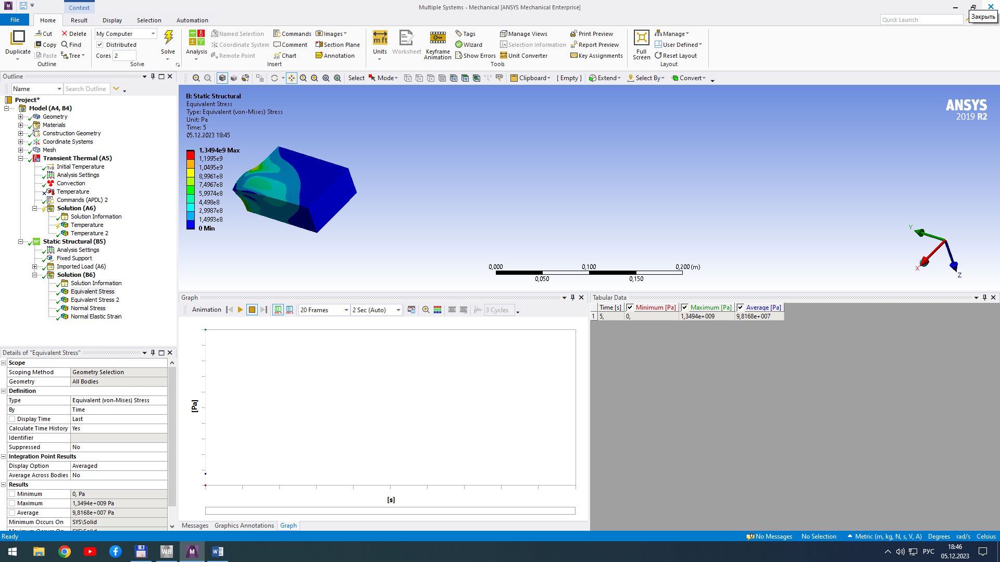 Context
Multiple Systems - Mechanical [ANSYS Mechanical Enterprise]
File
Home
Result
Display
Selection
Automation
Quick Launch
Закрыть
Duplicate
Cut
Copy
Paste
Delete
Find
Tree
Outline
My Computer
Distributed
Cores 2
Solve
Solve
Analysis
Named Selection
Coordinate System
Remote Point
Commands
Comment
Chart
Images
Section Plane
Annotation
Insert
Units
Worksheet
Keyframe
Animation
Tags
Wizard
Show Errors
Manage Views
Selection Information
Unit Converter
Print Preview
Report Preview
Key Assignments
Tools
Full
Screen
Manage
User Defined
Reset Layout
Layout
Outline
Name
Search Outline
Select
Mode
Clipboard
[ Empty ]
Extend
Select By
Convert
Project*
Model (A4, B4)
Geometry
Materials
Construction Geometry
Coordinate Systems
Mesh
Transient Thermal (A5)
Initial Temperature
Analysis Settings
Convection
Temperature
Commands (APDL) 2
Solution (A6)
Solution Information
Temperature
Temperature 2
Static Structural (B5)
Analysis Settings
Fixed Support
Imported Load (A6)
Solution (B6)
Solution Information
Equivalent Stress
Equivalent Stress 2
Normal Stress
Normal Elastic Strain
B: Static Structural
Equivalent Stress
Type: Equivalent (von-Mises) Stress
Unit: Pa
Time: 5
05.12.2023 18:45
1,3494e9 Max
1,1995e9
1,0495e9
8,9961e8
7,4967e8
5,9974e8
4,498e8
2,9987e8
1,4993e8
0 Min
ANSYS
2019 R2
Y
X
Z
0,000
0,100
0,200 (m)
0,050
0,150
Details of "Equivalent Stress"
Scope
Scoping Method Geometry Selection
Geometry All Bodies
Definition
Type Equivalent (von-Mises) Stress
By Time
Display Time Last
Calculate Time History Yes
Identifier
Suppressed No
Integration Point Results
Display Option Averaged
Average Across Bodies No
Results
Minimum 0, Pa
Maximum 1,3494e+009 Pa
Average 9,8168e+007 Pa
Minimum Occurs On SYS\Solid
Maximum Occurs On SYS\Solid
Graph
Animation
20 Frames
2 Sec (Auto)
3 Cycles
[Pa]
[s]
Messages
Graphics Annotations
Graph
Tabular Data
Time [s] Minimum [Pa] Maximum [Pa] Average [Pa]
1 5, 0, 1,3494e+009 9,8168e+007
Ready
No Messages
No Selection
Metric (m, kg, N, s, V, A)
Degrees
rad/s
Celsius
WB
M
РУС
18:46
05.12.2023